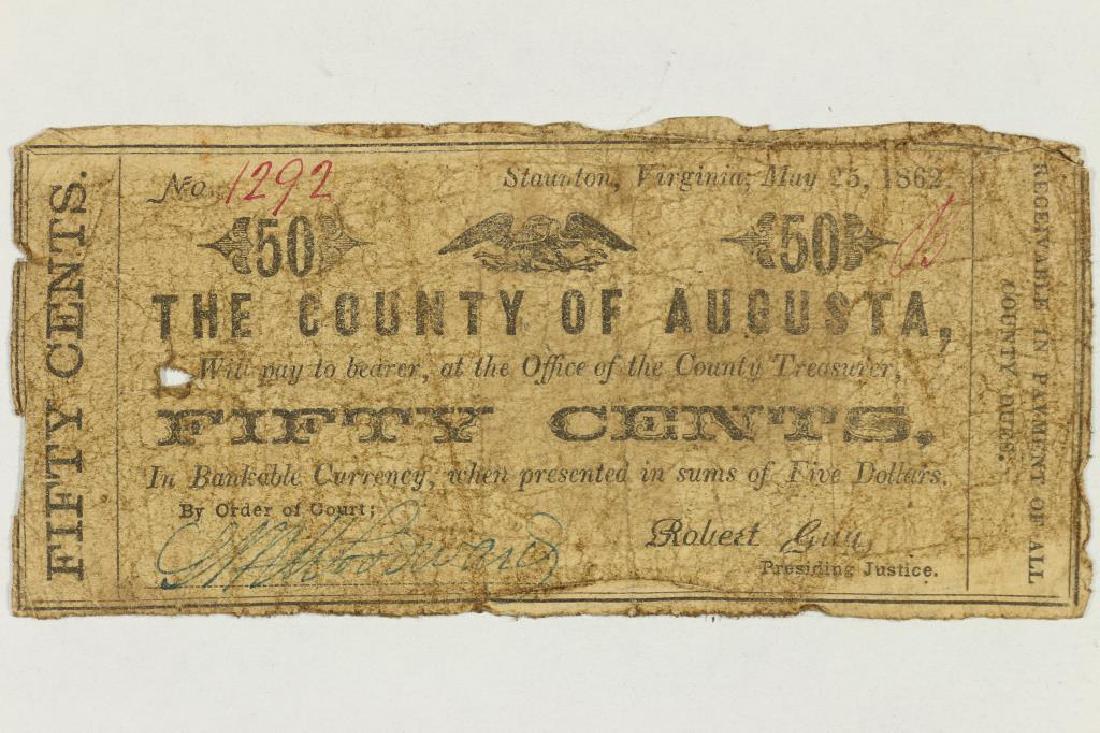 FIFTY CENTS.
No. 1292
Staunton, Virginia, May 25, 1862
50 50
THE COUNTY OF AUGUSTA,
Will pay to bearer, at the Office of the County Treasurer,
FIFTY CENTS,
In Bankable Currency, when presented in sums of Five Dollars.
By Order of Court;
Robert Guy,
Presiding Justice.
RECEIVABLE IN PAYMENT OF ALL
COUNTY DUES.